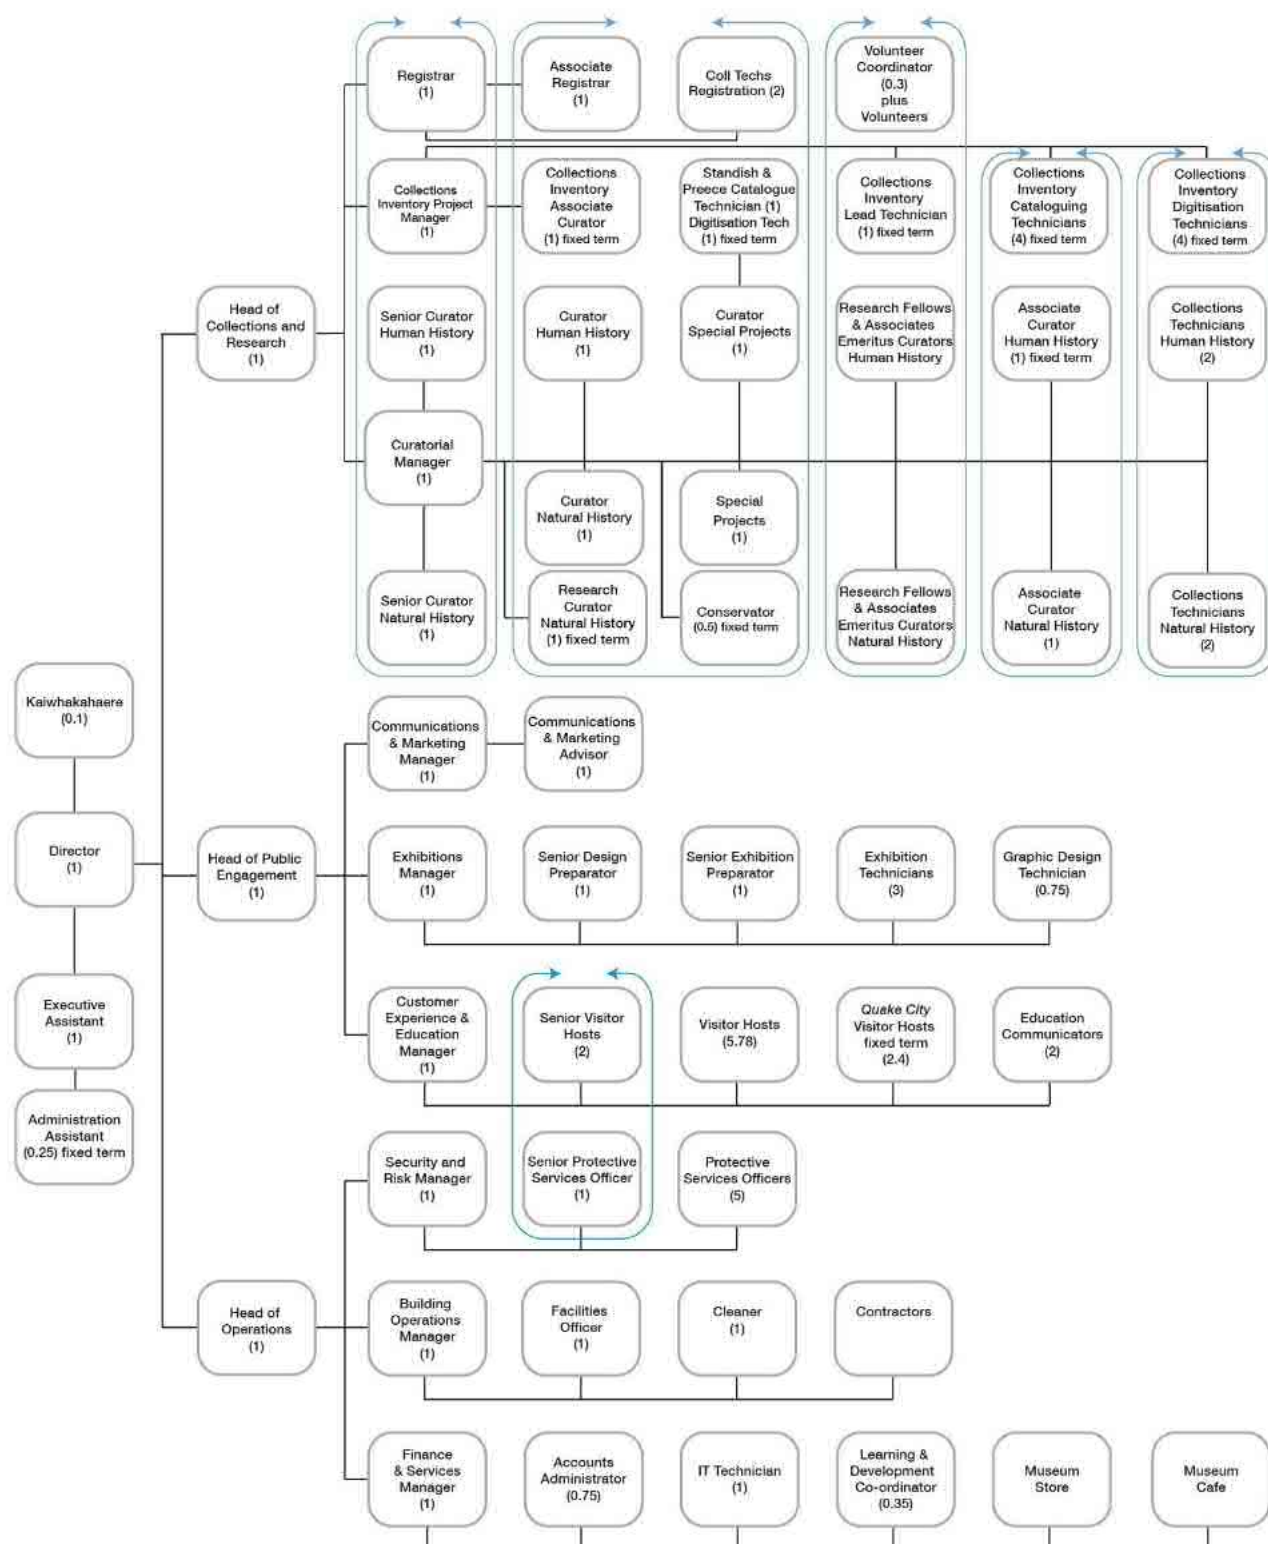 Registrar
(1)
Associate
Registrar
(1)
Coll Techs
Registration (2)
Volunteer
Coordinator
(0.3)
plus
Volunteers
Collections
Inventory Project
Manager
(1)
Collections
Inventory
Associate
Curator
(1) fixed term
Standish &
Preece Catalogue
Technician (1)
Digitisation Tech
(1) fixed term
Collections
Inventory
Lead Technician
(1) fixed term
Collections
Inventory
Cataloguing
Technicians
(4) fixed term
Collections
Inventory
Digitisation
Technicians
(4) fixed term
Head of
Collections and
Research
(1)
Senior Curator
Human History
(1)
Curator
Human History
(1)
Curator
Special Projects
(1)
Research Fellows
& Associates
Emeritus Curators
Human History
Associate
Curator
Human History
(1) fixed term
Collections
Technicians
Human History
(2)
Curatorial
Manager
(1)
Curator
Natural History
(1)
Special
Projects
(1)
Senior Curator
Natural History
(1)
Research
Curator
Natural History
(1) fixed term
Conservator
(0.5) fixed term
Research Fellows
& Associates
Emeritus Curators
Natural History
Associate
Curator
Natural History
(1)
Collections
Technicians
Natural History
(2)
Kaiwhakahaere
(0.1)
Communications
& Marketing
Manager
(1)
Communications
& Marketing
Advisor
(1)
Director
(1)
Head of Public
Engagement
(1)
Exhibitions
Manager
(1)
Senior Design
Preparator
(1)
Senior Exhibition
Preparator
(1)
Exhibition
Technicians
(3)
Graphic Design
Technician
(0.75)
Executive
Assistant
(1)
Customer
Experience &
Education
Manager
(1)
Senior Visitor
Hosts
(2)
Visitor Hosts
(5.78)
Quake City
Visitor Hosts
fixed term
(2.4)
Education
Communicators
(2)
Administration
Assistant
(0.25) fixed term
Security and
Risk Manager
(1)
Senior Protective
Services Officer
(1)
Protective
Services Officers
(5)
Head of
Operations
(1)
Building
Operations
Manager
(1)
Facilities
Officer
(1)
Cleaner
(1)
Contractors
Finance
& Services
Manager
(1)
Accounts
Administrator
(0.75)
IT Technician
(1)
Learning &
Development
Co-ordinator
(0.35)
Museum
Store
Museum
Cafe